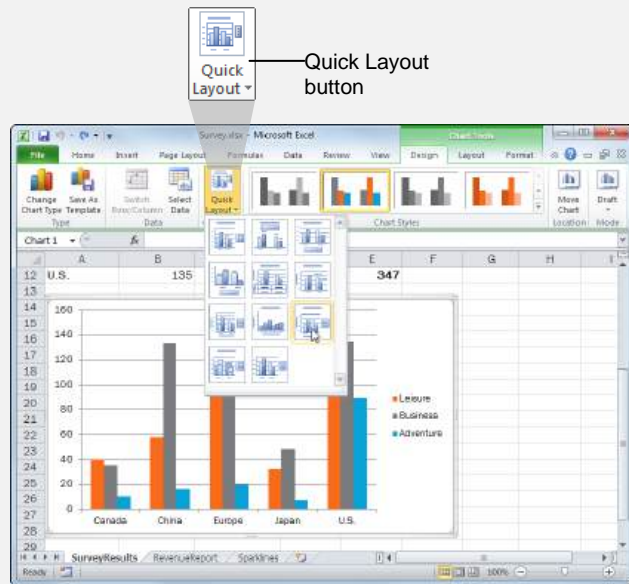 Quick
Layout
Quick Layout
button
Survey.xlsx - Microsoft Excel
Chart Tools
File Home Insert Page Layout Formulas Data Review View Design Layout Format
Change
Chart Type
Save As
Template
Switch
Row/Column
Select
Data
Quick
Layout
Move
Chart
Draft
Type Data Chart Styles Location Mode
Chart 1 fx
A B E F G H I
12 U.S. 135 347
13
14
15
16
17
18
19
20
21
22
23
24
25
26
27
28
29
160
140
120
100
80
60
40
20
0
Canada China Europe Japan U.S.
Leisure
Business
Adventure
SurveyResults RevenueReport Sparklines
Ready 100%